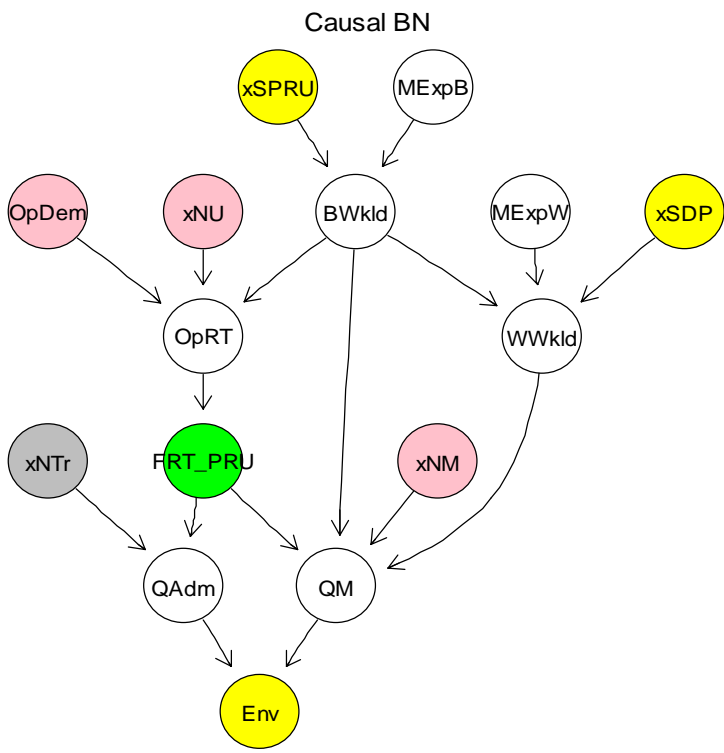 Causal BN
xSPRU
MExpB
OpDem
xNU
BWkld
MExpW
xSDP
OpRT
WWkld
xNTr
FRT_PRU
xNM
QAdm
QM
Env